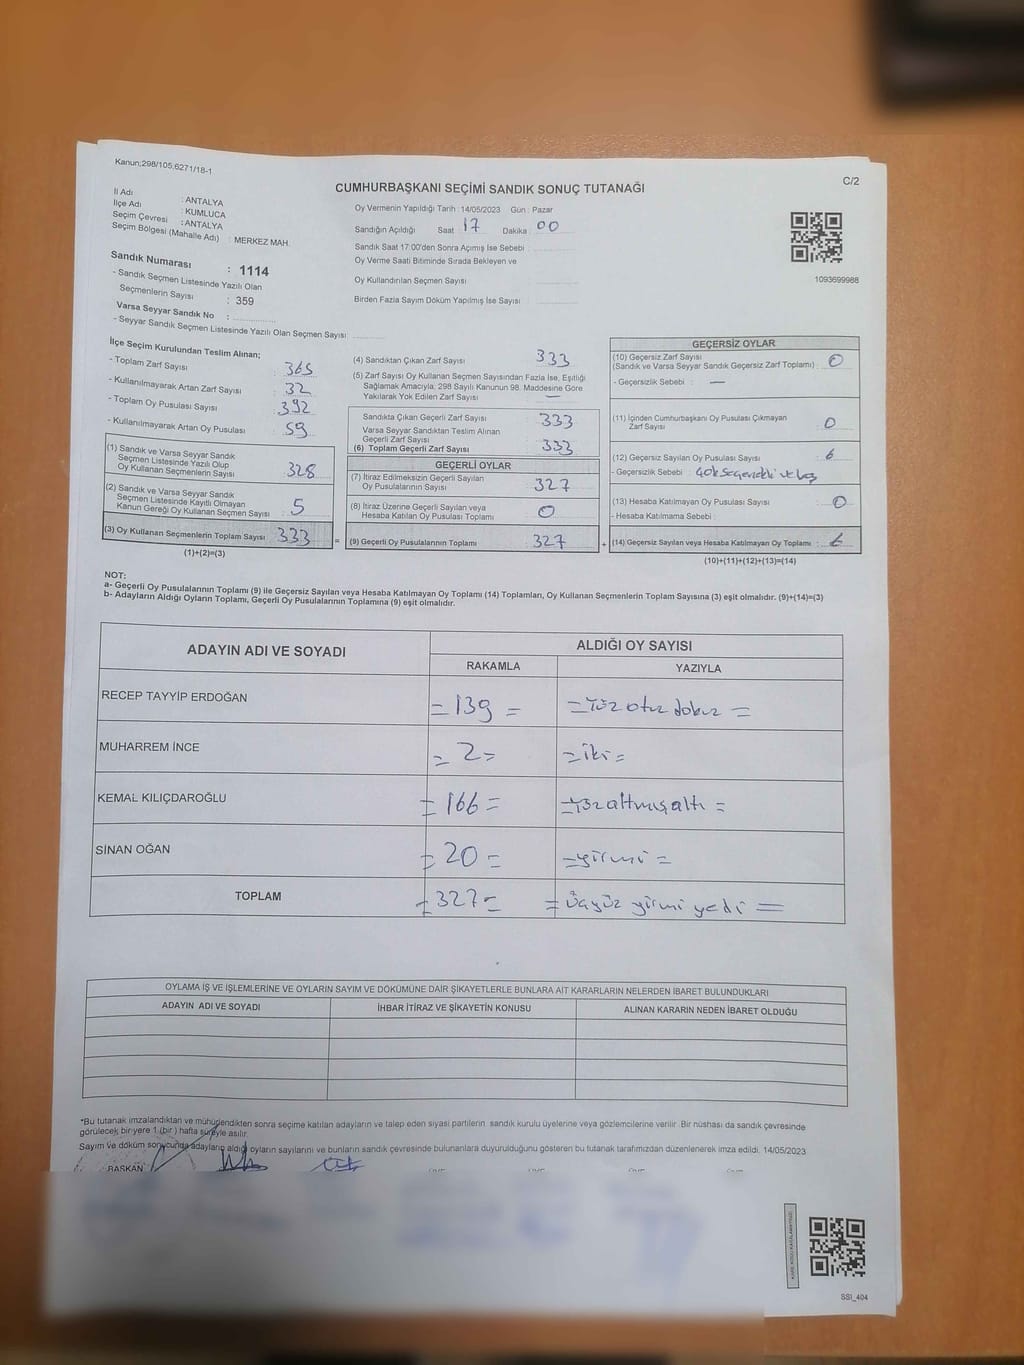 Kanun;298/105,6271/18-1
C/2
CUMHURBAŞKANI SEÇİMİ SANDIK SONUÇ TUTANAĞI
İl Adı : ANTALYA
İlçe Adı : KUMLUCA
Seçim Çevresi : ANTALYA
Seçim Bölgesi (Mahalle Adı) : MERKEZ MAH.
Sandık Numarası : 1114
- Sandık Seçmen Listesinde Yazılı Olan
Seçmenlerin Sayısı : 359
Varsa Seyyar Sandık No :
- Seyyar Sandık Seçmen Listesinde Yazılı Olan Seçmen Sayısı
Oy Vermenin Yapıldığı Tarih : 14/05/2023 Gün : Pazar
Sandığın Açıldığı Saat 17 Dakika 00
Sandık Saat 17:00'den Sonra Açımış İse Sebebi
Oy Verme Saati Bitiminde Sırada Bekleyen ve
Oy Kullandırılan Seçmen Sayısı
Birden Fazla Sayım Döküm Yapılmış İse Sayısı
1093699988
İlçe Seçim Kurulundan Teslim Alınan;
- Toplam Zarf Sayısı : 365
- Kullanılmayarak Artan Zarf Sayısı : 32
- Toplam Oy Pusulası Sayısı : 392
- Kullanılmayarak Artan Oy Pusulası : 59
(1) Sandık ve Varsa Seyyar Sandık
Seçmen Listesinde Yazılı Olup
Oy Kullanan Seçmenlerin Sayısı : 328
(2) Sandık ve Varsa Seyyar Sandık
Seçmen Listesinde Kayıtlı Olmayan
Kanun Gereği Oy Kullanan Seçmen Sayısı : 5
(3) Oy Kullanan Seçmenlerin Toplam Sayısı : 333
(1)+(2)=(3)
(4) Sandıktan Çıkan Zarf Sayısı : 333
(5) Zarf Sayısı Oy Kullanan Seçmen Sayısından Fazla İse, Eşitliği
Sağlamak Amacıyla, 298 Sayılı Kanunun 98. Maddesine Göre
Yakılarak Yok Edilen Zarf Sayısı : —
Sandıkta Çıkan Geçerli Zarf Sayısı : 333
Varsa Seyyar Sandıktan Teslim Alınan
Geçerli Zarf Sayısı
(6) Toplam Geçerli Zarf Sayısı : 333
GEÇERLİ OYLAR
(7) İtiraz Edilmeksizin Geçerli Sayılan
Oy Pusulalarının Sayısı : 327
(8) İtiraz Üzerine Geçerli Sayılan veya
Hesaba Katılan Oy Pusulası Toplamı : 0
= (9) Geçerli Oy Pusulalarının Toplamı : 327
GEÇERSİZ OYLAR
(10) Geçersiz Zarf Sayısı
(Sandık ve Varsa Seyyar Sandık Geçersiz Zarf Toplamı) : 0
- Geçersizlik Sebebi : —
(11) İçinden Cumhurbaşkanı Oy Pusulası Çıkmayan
Zarf Sayısı : 0
(12) Geçersiz Sayılan Oy Pusulası Sayısı : 6
- Geçersizlik Sebebi : Çok seçenekli ve boş
(13) Hesaba Katılmayan Oy Pusulası Sayısı : 0
- Hesaba Katılmama Sebebi :
+ (14) Geçersiz Sayılan veya Hesaba Katılmayan Oy Toplamı : 6
(10)+(11)+(12)+(13)=(14)
NOT:
a- Geçerli Oy Pusulalarının Toplamı (9) ile Geçersiz Sayılan veya Hesaba Katılmayan Oy Toplamı (14) Toplamları, Oy Kullanan Seçmenlerin Toplam Sayısına (3) eşit olmalıdır. (9)+(14)=(3)
b- Adayların Aldığı Oyların Toplamı, Geçerli Oy Pusulalarının Toplamına (9) eşit olmalıdır.
ADAYIN ADI VE SOYADI ALDIĞI OY SAYISI
RAKAMLA YAZIYLA
RECEP TAYYİP ERDOĞAN = 139 = = Yüz otuz dokuz =
MUHARREM İNCE = 2 = = iki =
KEMAL KILIÇDAROĞLU = 166 = = Yüz altmış altı =
SİNAN OĞAN = 20 = = yirmi =
TOPLAM = 327 = = üçyüz yirmi yedi =
OYLAMA İŞ VE İŞLEMLERİNE VE OYLARIN SAYIM VE DÖKÜMÜNE DAİR ŞİKAYETLERLE BUNLARA AİT KARARLARIN NELERDEN İBARET BULUNDUKLARI
ADAYIN ADI VE SOYADI İHBAR İTİRAZ VE ŞİKAYETİN KONUSU ALINAN KARARIN NEDEN İBARET OLDUĞU
*Bu tutanak imzalandıktan ve mühürlendikten sonra seçime katılan adayların ve talep eden siyasi partilerin sandık kurulu üyelerine veya gözlemcilerine verilir. Bir nüshası da sandık çevresinde
görülecek bir yere 1 (bir) hafta süreyle asılır.
Sayım ve döküm sonucunda adayların aldığı oyların sayılarını ve bunların sandık çevresinde bulunanlara duyurulduğunu gösteren bu tutanak tarafımızdan düzenlenerek imza edildi. 14/05/2023
BAŞKAN
SSI_404